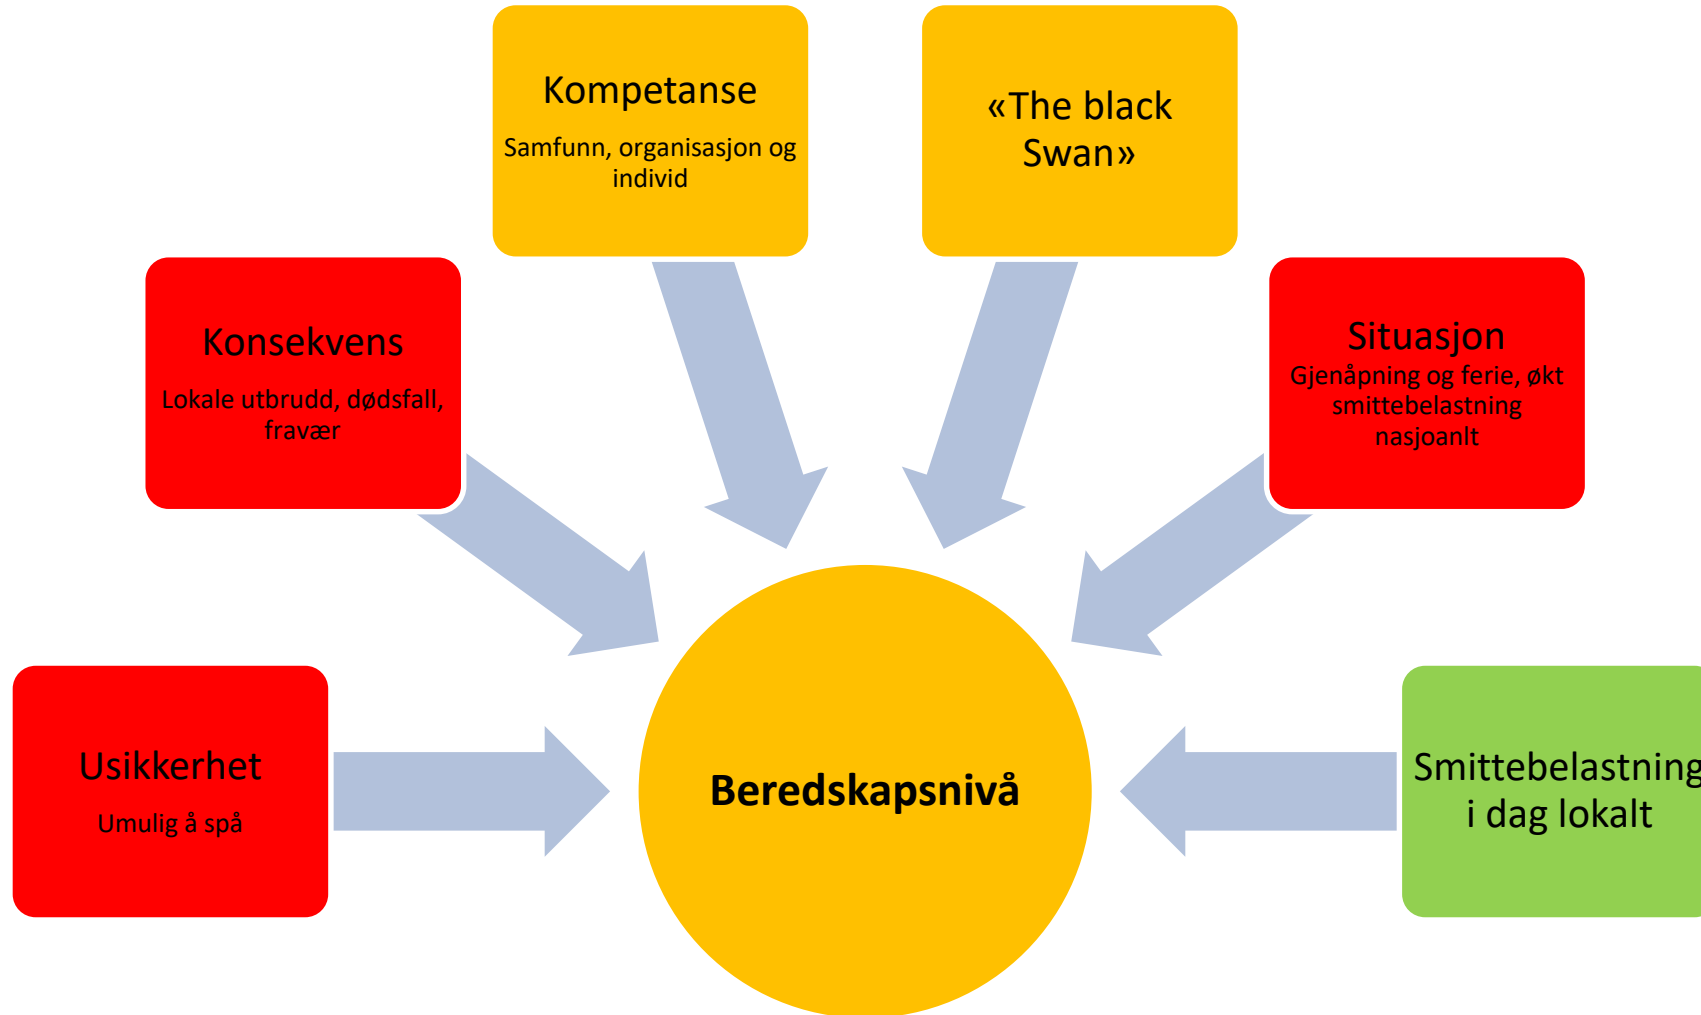 Kompetanse
Samfunn, organisasjon og
individ
«The black
Swan»
Konsekvens
Lokale utbrudd, dødsfall,
fravær
Situasjon
Gjenåpning og ferie, økt
smittebelastning
nasjoanlt
Usikkerhet
Umulig å spå
Beredskapsnivå
Smittebelastning
i dag lokalt